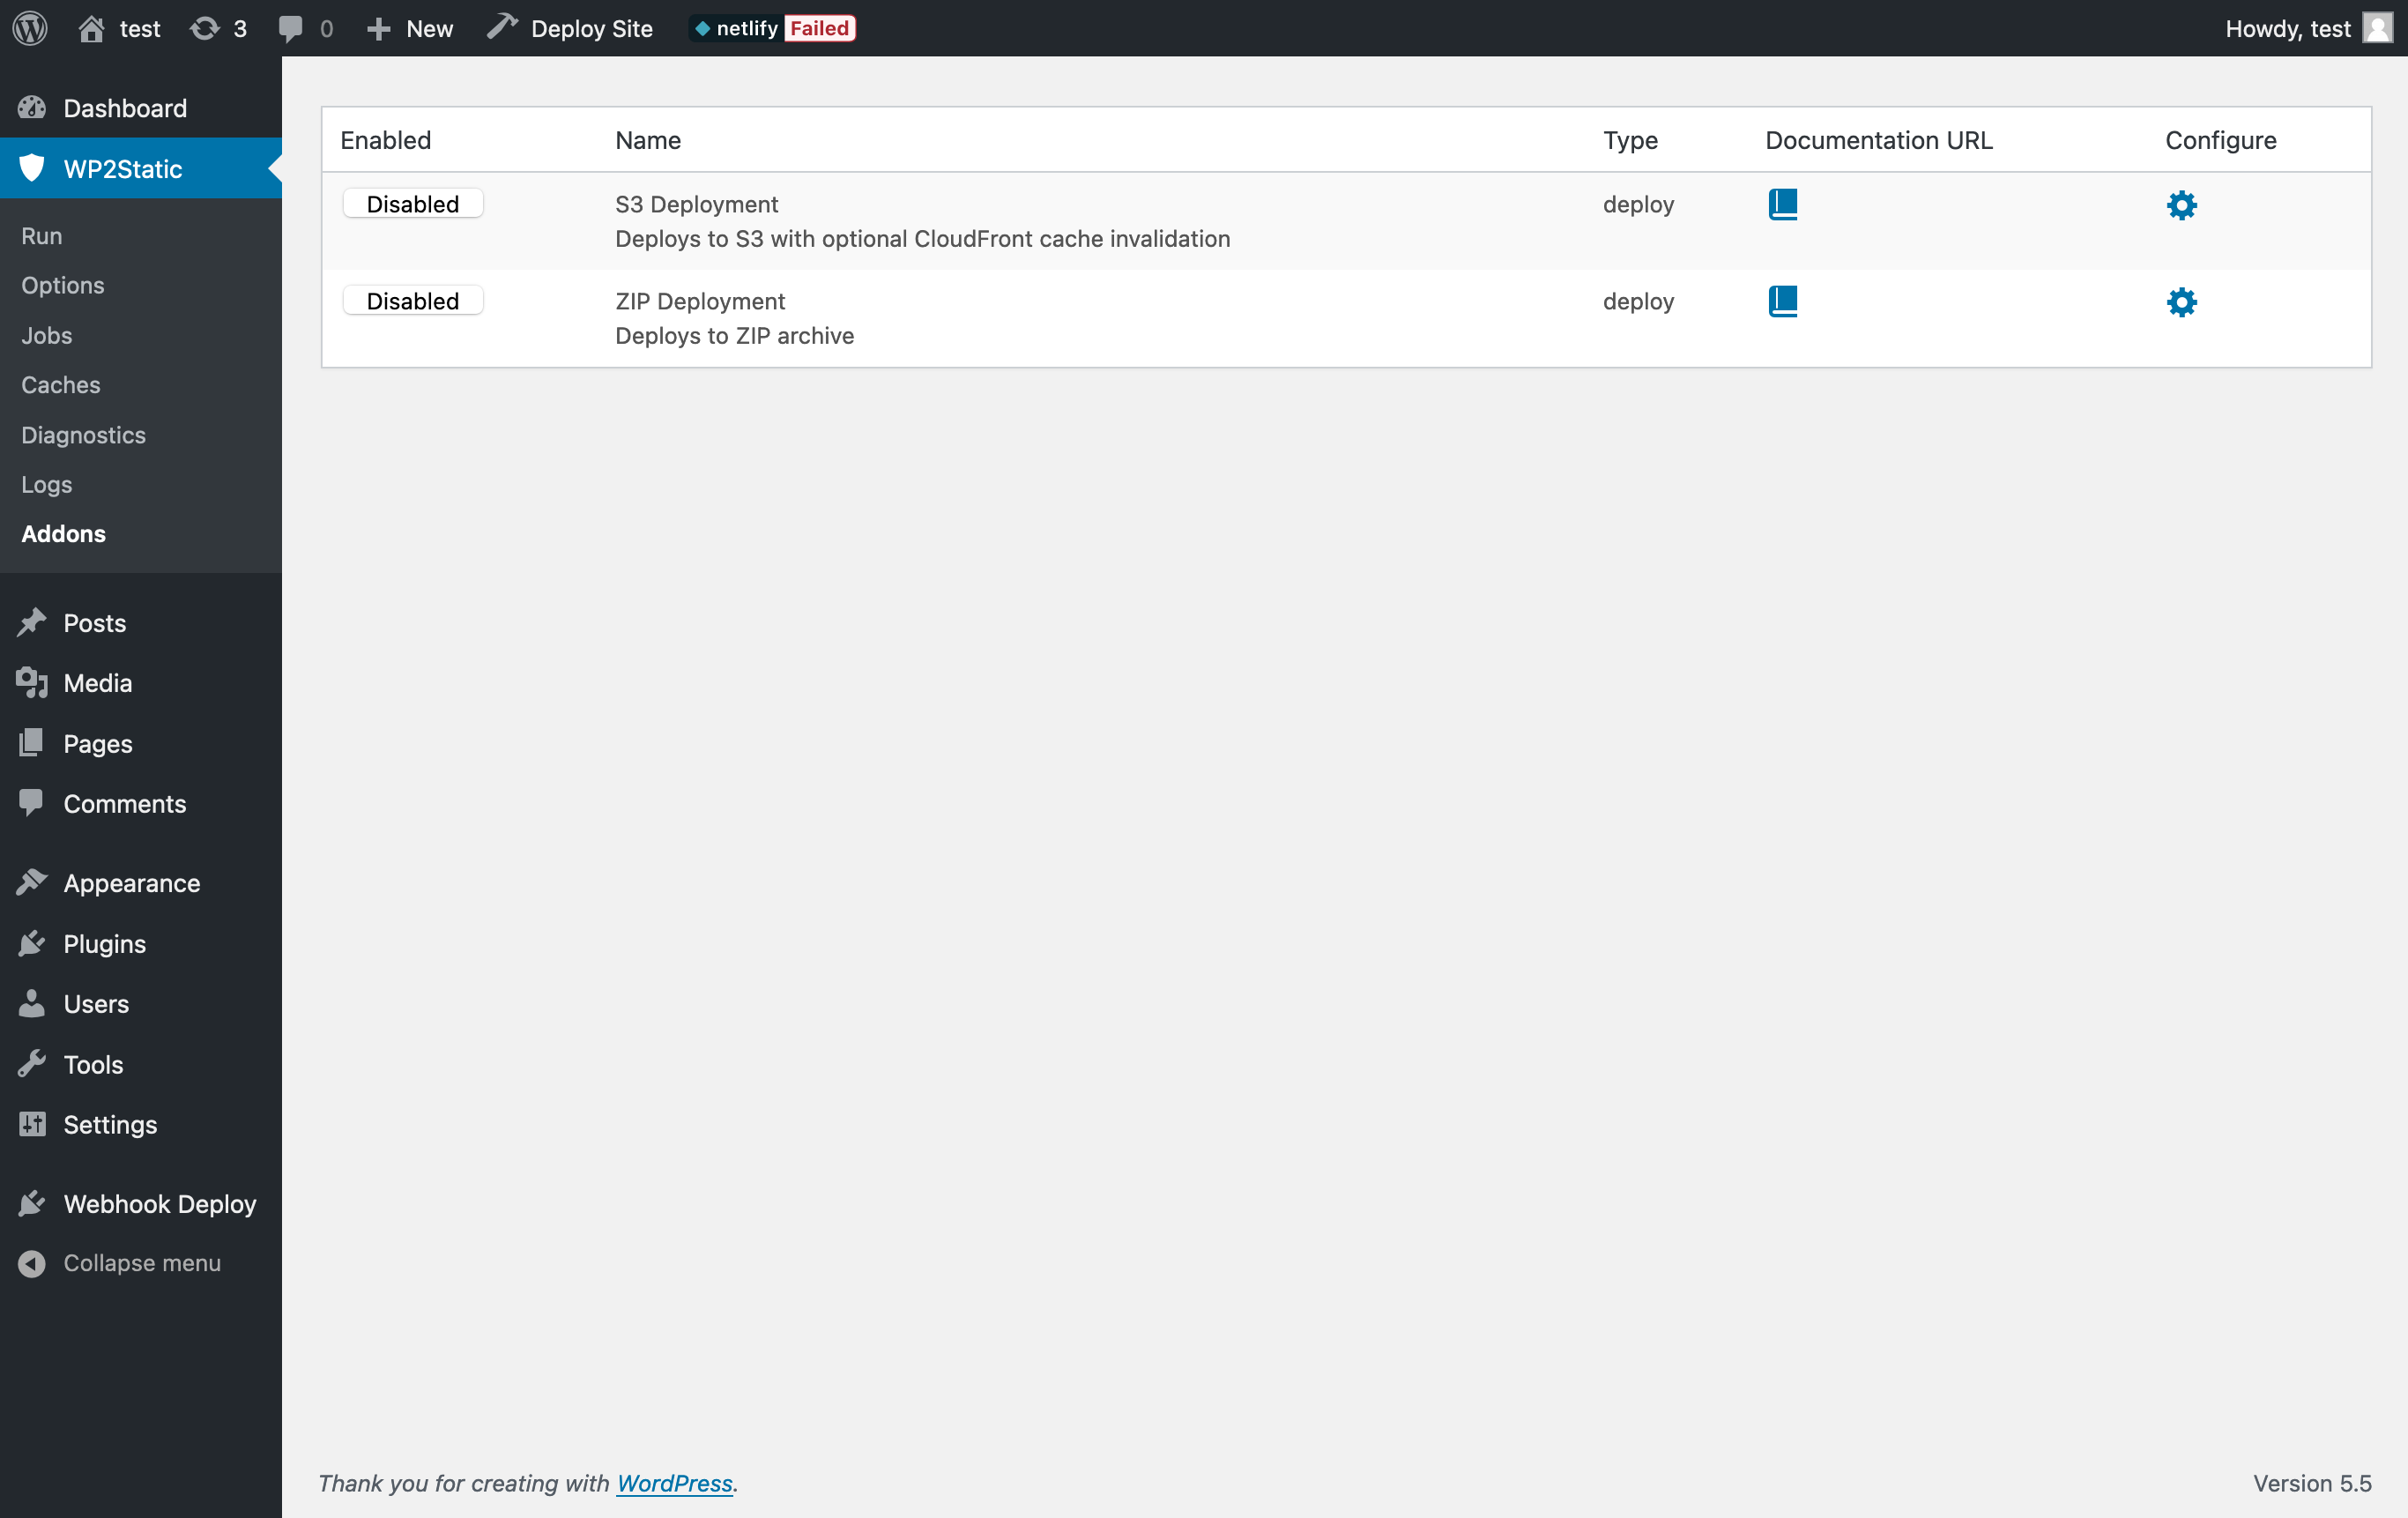 test 3 0 New Deploy Site netlify Failed Howdy, test
Dashboard
WP2Static
Run
Options
Jobs
Caches
Diagnostics
Logs
Addons
Posts
Media
Pages
Comments
Appearance
Plugins
Users
Tools
Settings
Webhook Deploy
Collapse menu
Enabled Name Type Documentation URL Configure
Disabled S3 Deployment deploy
Deploys to S3 with optional CloudFront cache invalidation
Disabled ZIP Deployment deploy
Deploys to ZIP archive
Thank you for creating with WordPress. Version 5.5